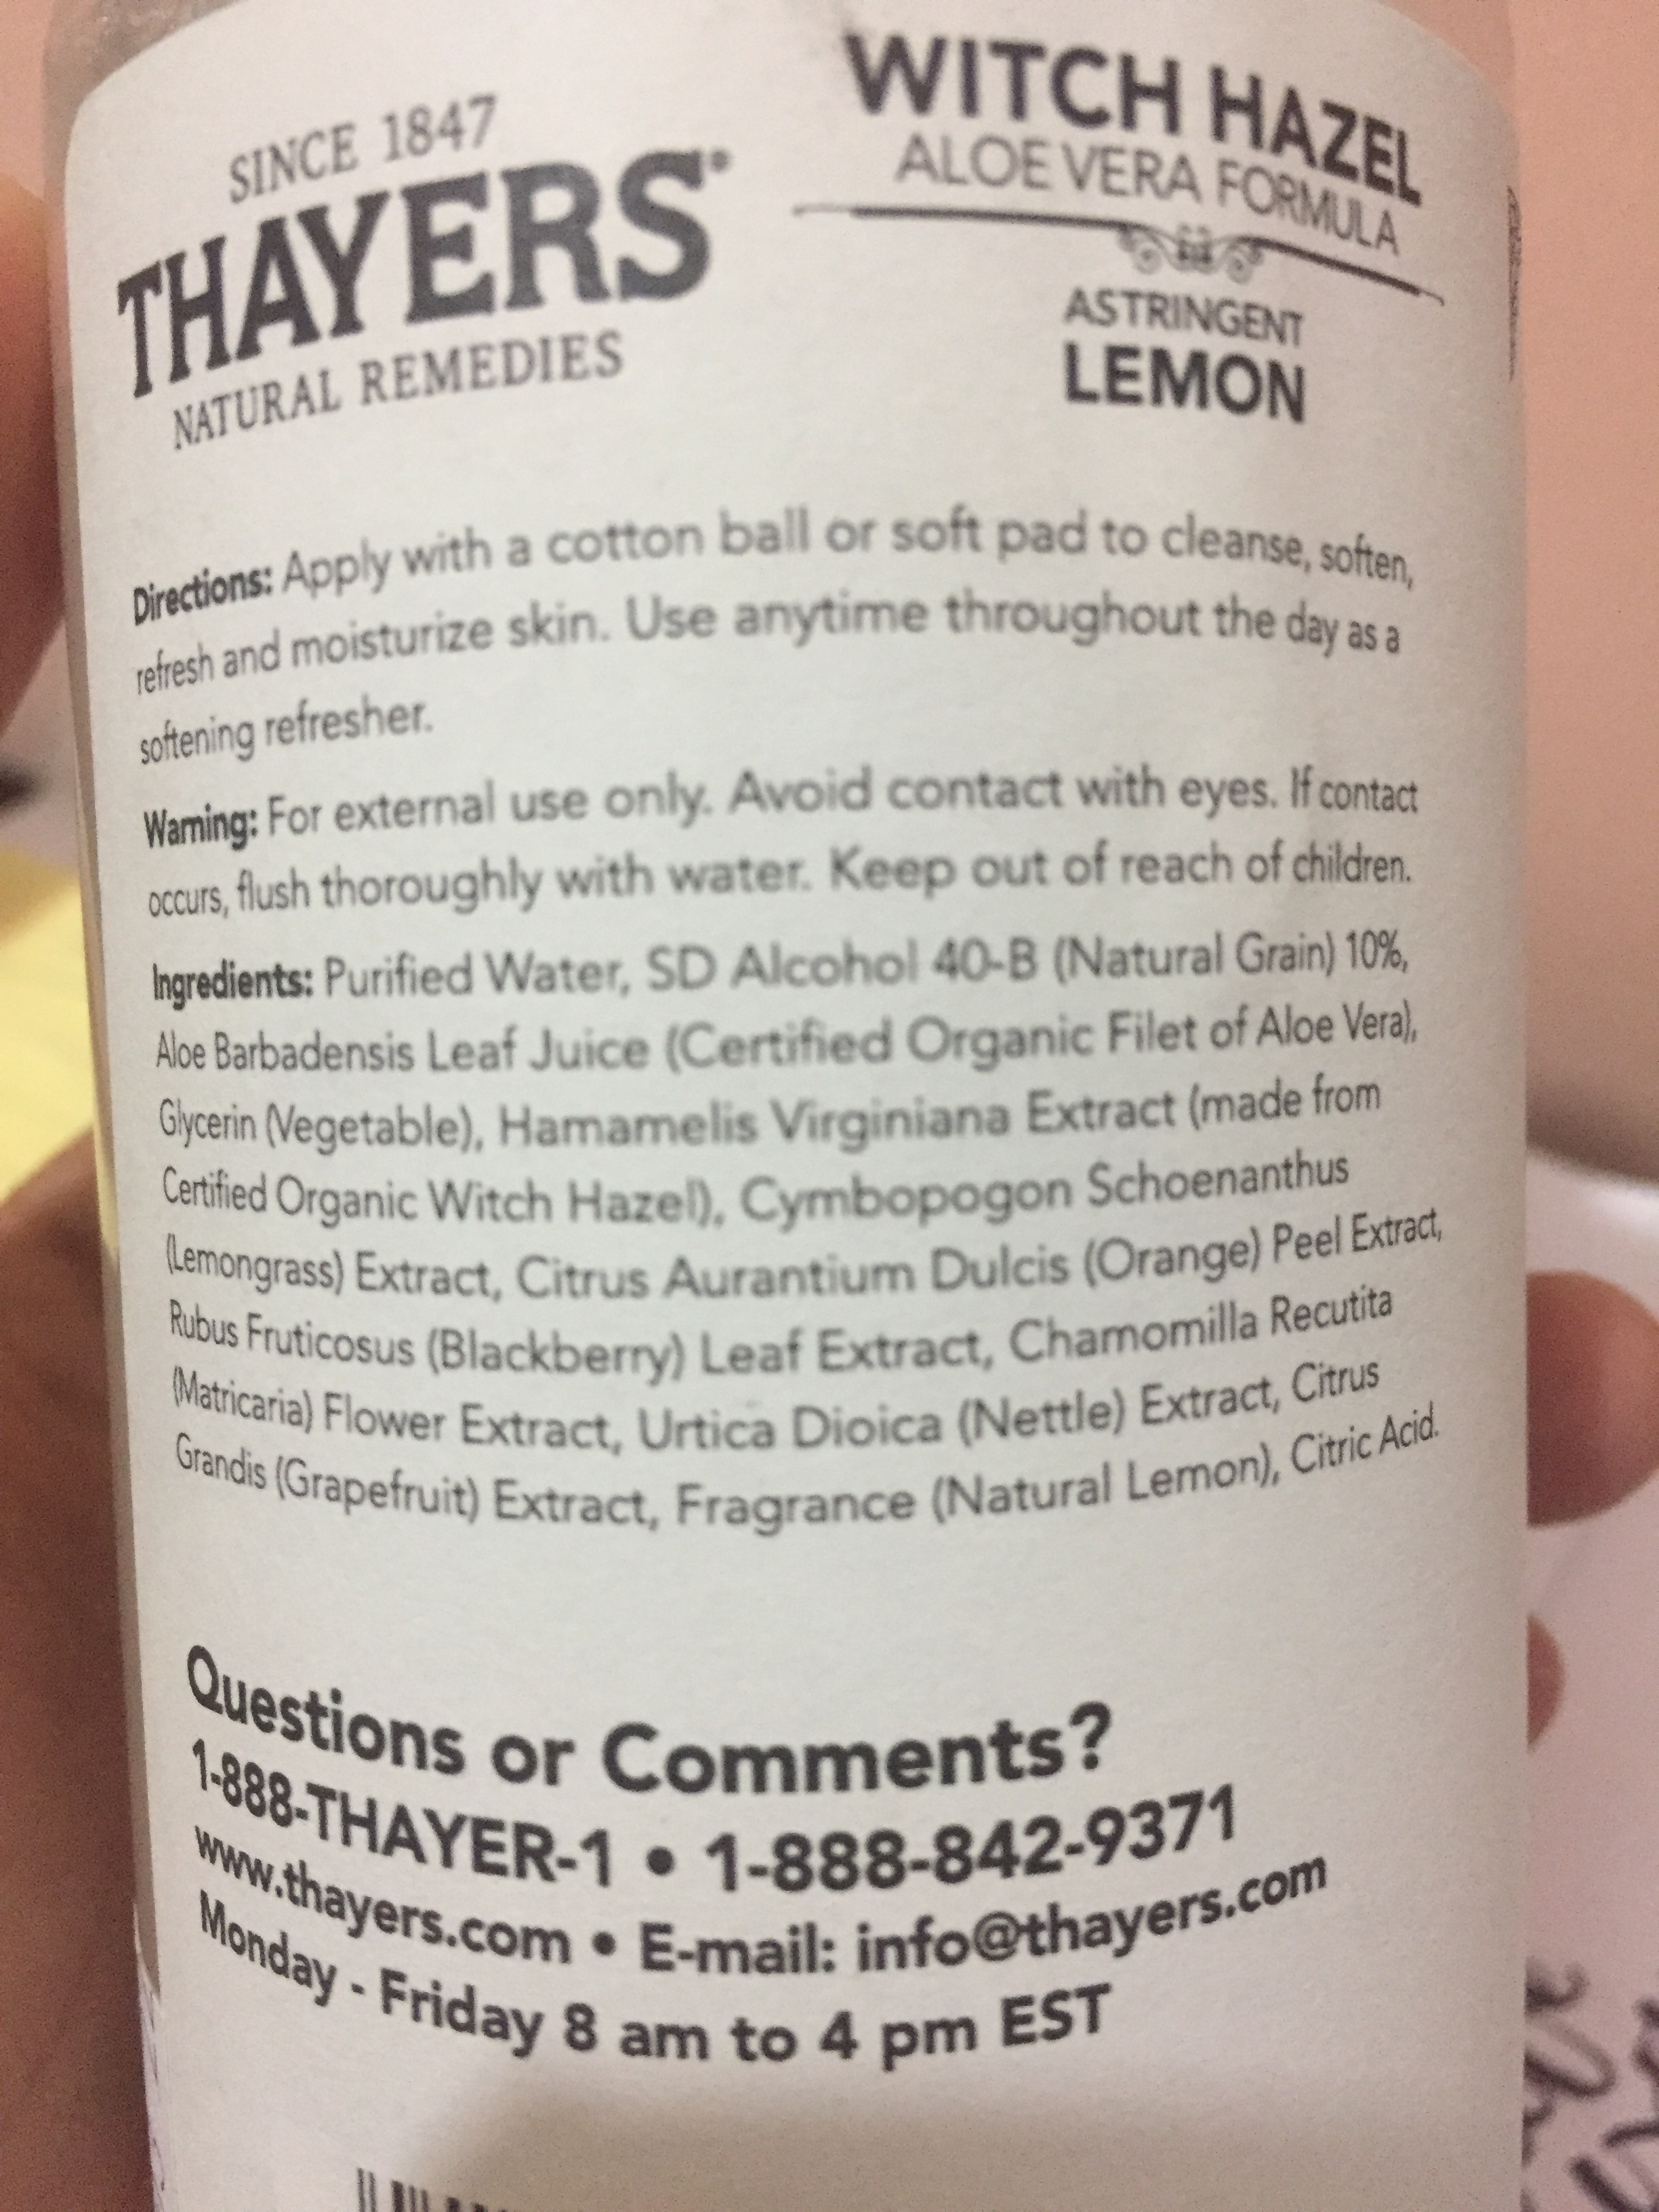 SINCE 1847
THAYERS®
NATURAL REMEDIES
WITCH HAZEL
ALOE VERA FORMULA
ASTRINGENT
LEMON
Directions: Apply with a cotton ball or soft pad to cleanse, soften,
refresh and moisturize skin. Use anytime throughout the day as a
softening refresher.
Warning: For external use only. Avoid contact with eyes. If contact
occurs, flush thoroughly with water. Keep out of reach of children.
Ingredients: Purified Water, SD Alcohol 40-B (Natural Grain) 10%,
Aloe Barbadensis Leaf Juice (Certified Organic Filet of Aloe Vera),
Glycerin (Vegetable), Hamamelis Virginiana Extract (made from
Certified Organic Witch Hazel), Cymbopogon Schoenanthus
(Lemongrass) Extract, Citrus Aurantium Dulcis (Orange) Peel Extract,
Rubus Fruticosus (Blackberry) Leaf Extract, Chamomilla Recutita
(Matricaria) Flower Extract, Urtica Dioica (Nettle) Extract, Citrus
Grandis (Grapefruit) Extract, Fragrance (Natural Lemon), Citric Acid.
Questions or Comments?
1-888-THAYER-1 • 1-888-842-9371
www.thayers.com • E-mail: info@thayers.com
Monday - Friday 8 am to 4 pm EST